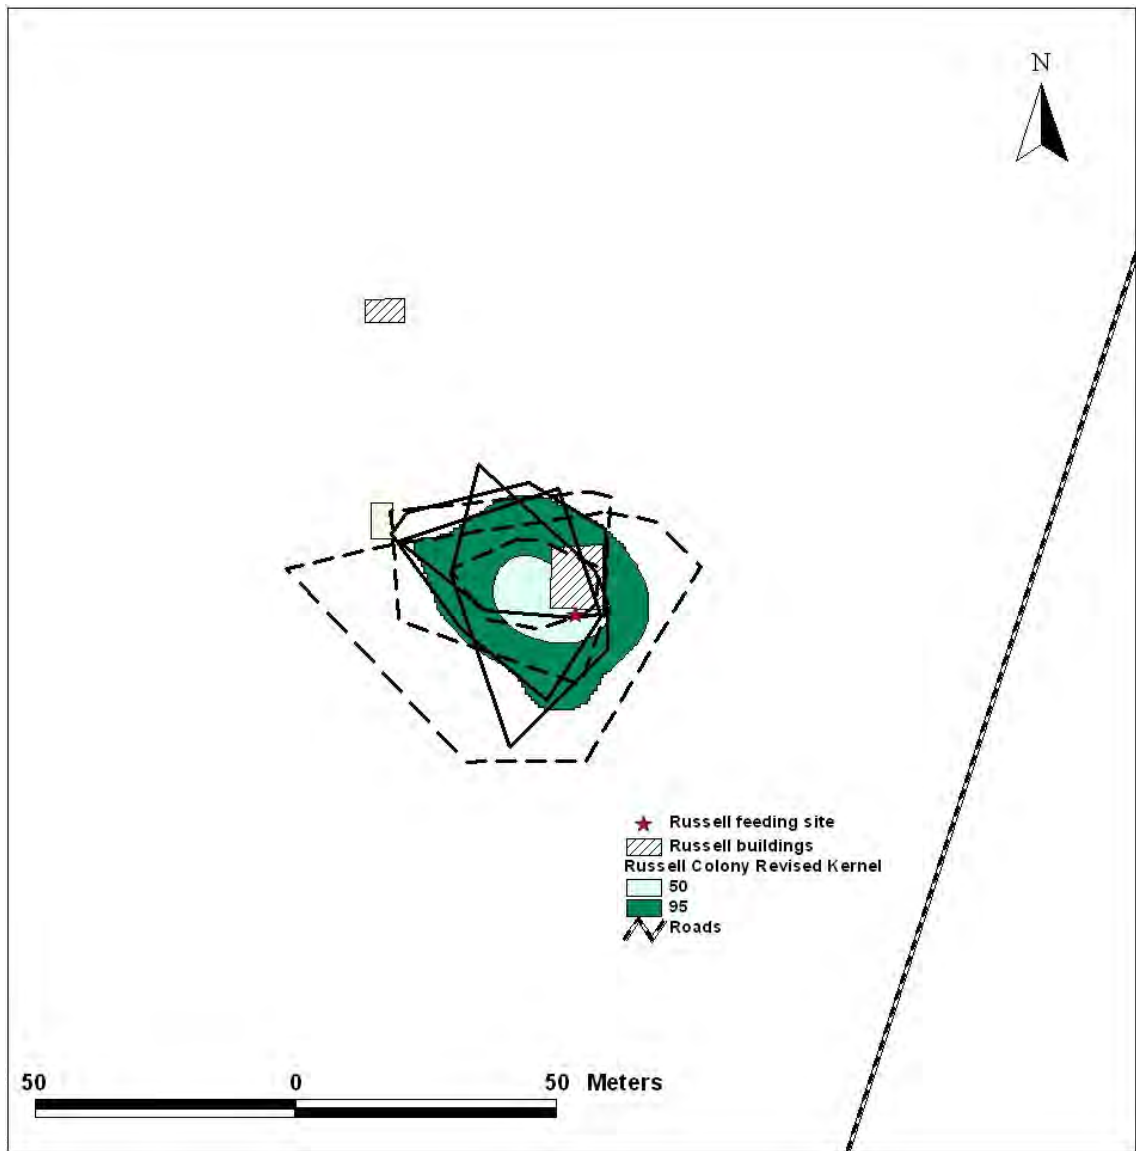 N
Russell feeding site
Russell buildings
Russell Colony Revised Kernel
50
95
Roads
50 0 50 Meters